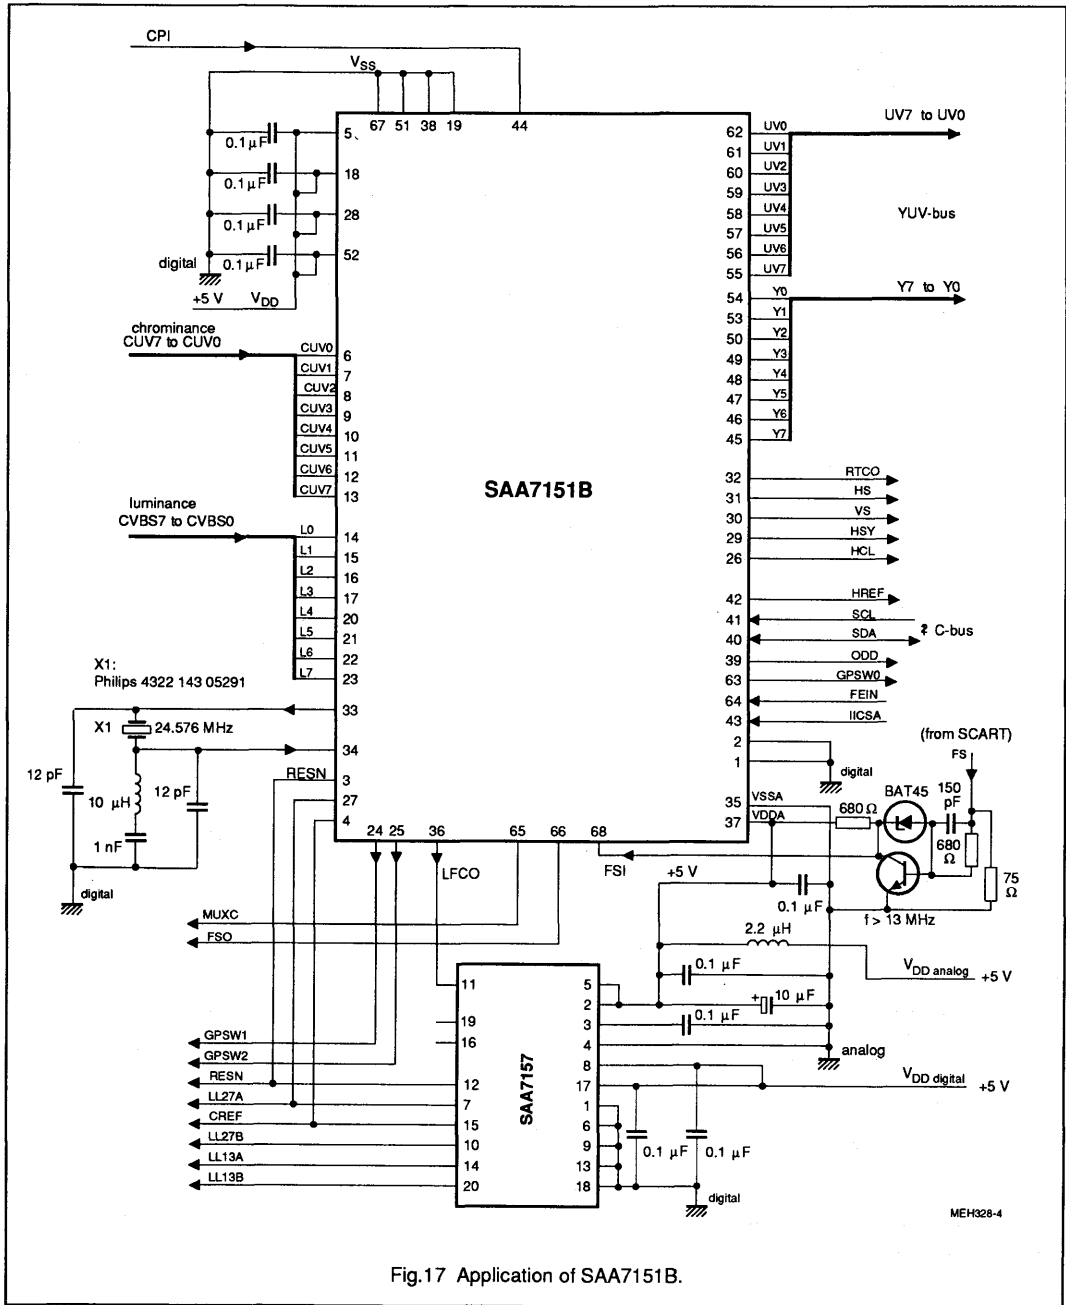 CPI
VSS
67 51 38 19 44
0.1 µF
5
0.1 µF
18
0.1 µF
28
0.1 µF
52
digital
+5 V VDD
chrominance
CUV7 to CUV0
CUV0 6
CUV1 7
CUV2 8
CUV3 9
CUV4 10
CUV5 11
CUV6 12
CUV7 13
luminance
CVBS7 to CVBS0
L0 14
L1 15
L2 16
L3 17
L4 20
L5 21
L6 22
L7 23
X1:
Philips 4322 143 05291
33
X1 24.576 MHz
34
RESN 3
27
4
12 pF
10 µH
12 pF
1 nF
digital
SAA7151B
62 UV0
61 UV1
60 UV2
59 UV3
58 UV4
57 UV5
56 UV6
55 UV7
UV7 to UV0
YUV-bus
54 Y0
53 Y1
50 Y2
49 Y3
48 Y4
47 Y5
46 Y6
45 Y7
Y7 to Y0
32 RTCO
31 HS
30 VS
29 HSY
26 HCL
42 HREF
41 SCL
40 SDA
I²C-bus
39 ODD
63 GPSW0
64 FEIN
43 IICSA
2
1
digital
35 VSSA
37 VDDA
(from SCART)
FS
BAT45
150 pF
680 Ω
680 Ω
75 Ω
f > 13 MHz
24 25 36 65 66 68
LFCO
FSI
+5 V
0.1 µF
2.2 µH
VDD analog +5 V
0.1 µF
+ 10 µF
0.1 µF
analog
MUXC
FSO
GPSW1
GPSW2
RESN
LL27A
CREF
LL27B
LL13A
LL13B
11
19
16
12
7
15
10
14
20
SAA7157
5
2
3
4
8
17
1
6
9
13
18
VDD digital +5 V
0.1 µF 0.1 µF
digital
MEH328-4
Fig.17 Application of SAA7151B.